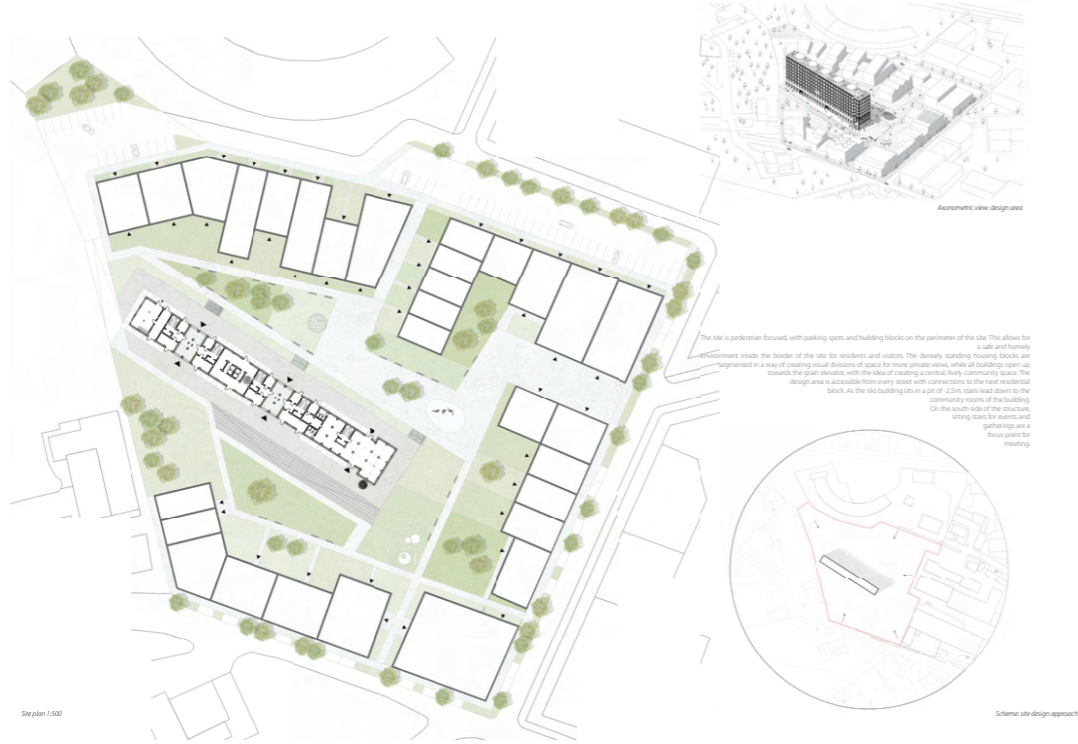 Axonometric view: design area
The site is pedestrian focused, with parking spots and building blocks on the perimeter of the site. This allows for
a safe and homely
environment inside the border of the site for residents and visitors. The densely standing housing blocks are
segmented in a way of creating visual divisions of space for more private views, while all buildings open up
towards the grain elevator, with the idea of creating a central, lively community space. The
design area is accessible from every street with connections to the next residential
block. As the silo building sits in a pit of -2,5m, stairs lead down to the
community rooms of the building.
On the south side of the structure,
sitting stairs for events and
gatherings are a
focus point for
meeting.
Site plan 1:500
Scheme: site design approach